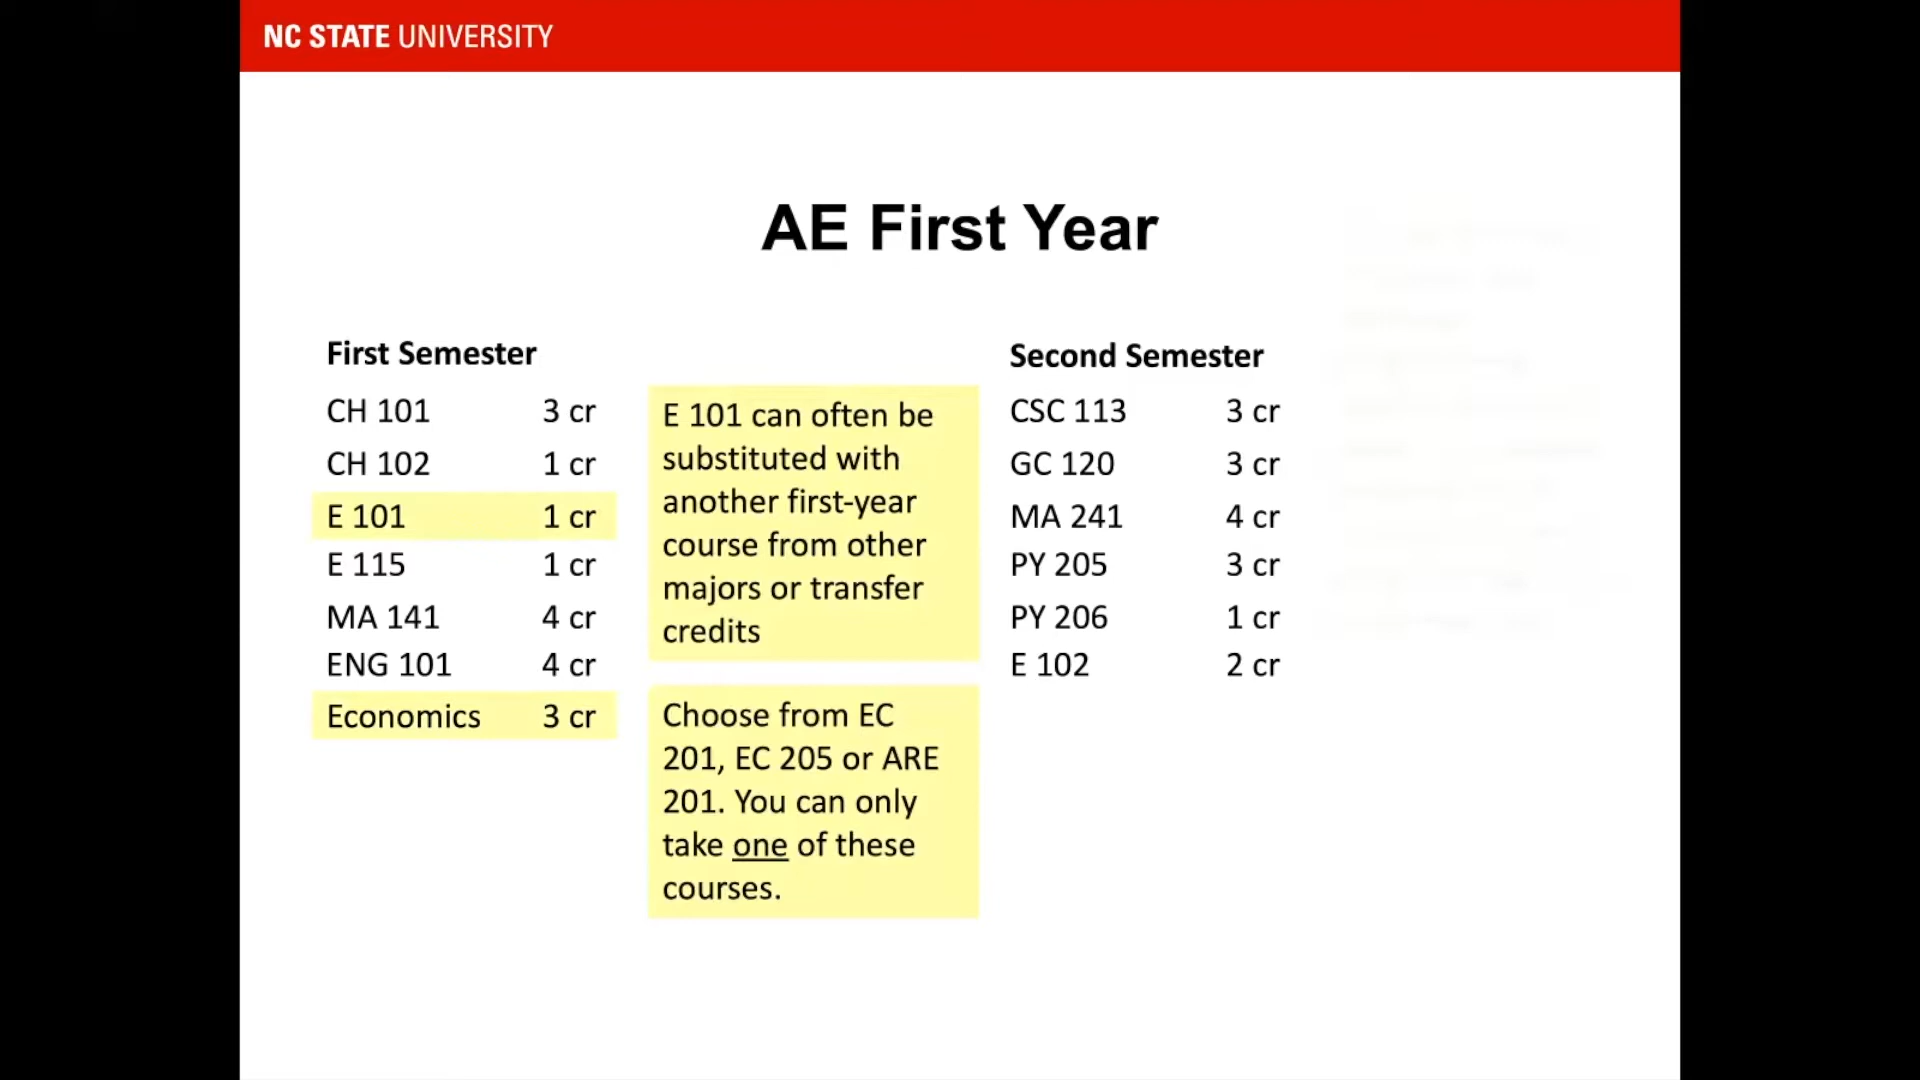 NC STATE UNIVERSITY
AE First Year
First Semester
CH 101 3 cr
CH 102 1 cr
E 101 1 cr
E 115 1 cr
MA 141 4 cr
ENG 101 4 cr
Economics 3 cr
E 101 can often be
substituted with
another first-year
course from other
majors or transfer
credits
Choose from EC
201, EC 205 or ARE
201. You can only
take one of these
courses.
Second Semester
CSC 113 3 cr
GC 120 3 cr
MA 241 4 cr
PY 205 3 cr
PY 206 1 cr
E 102 2 cr